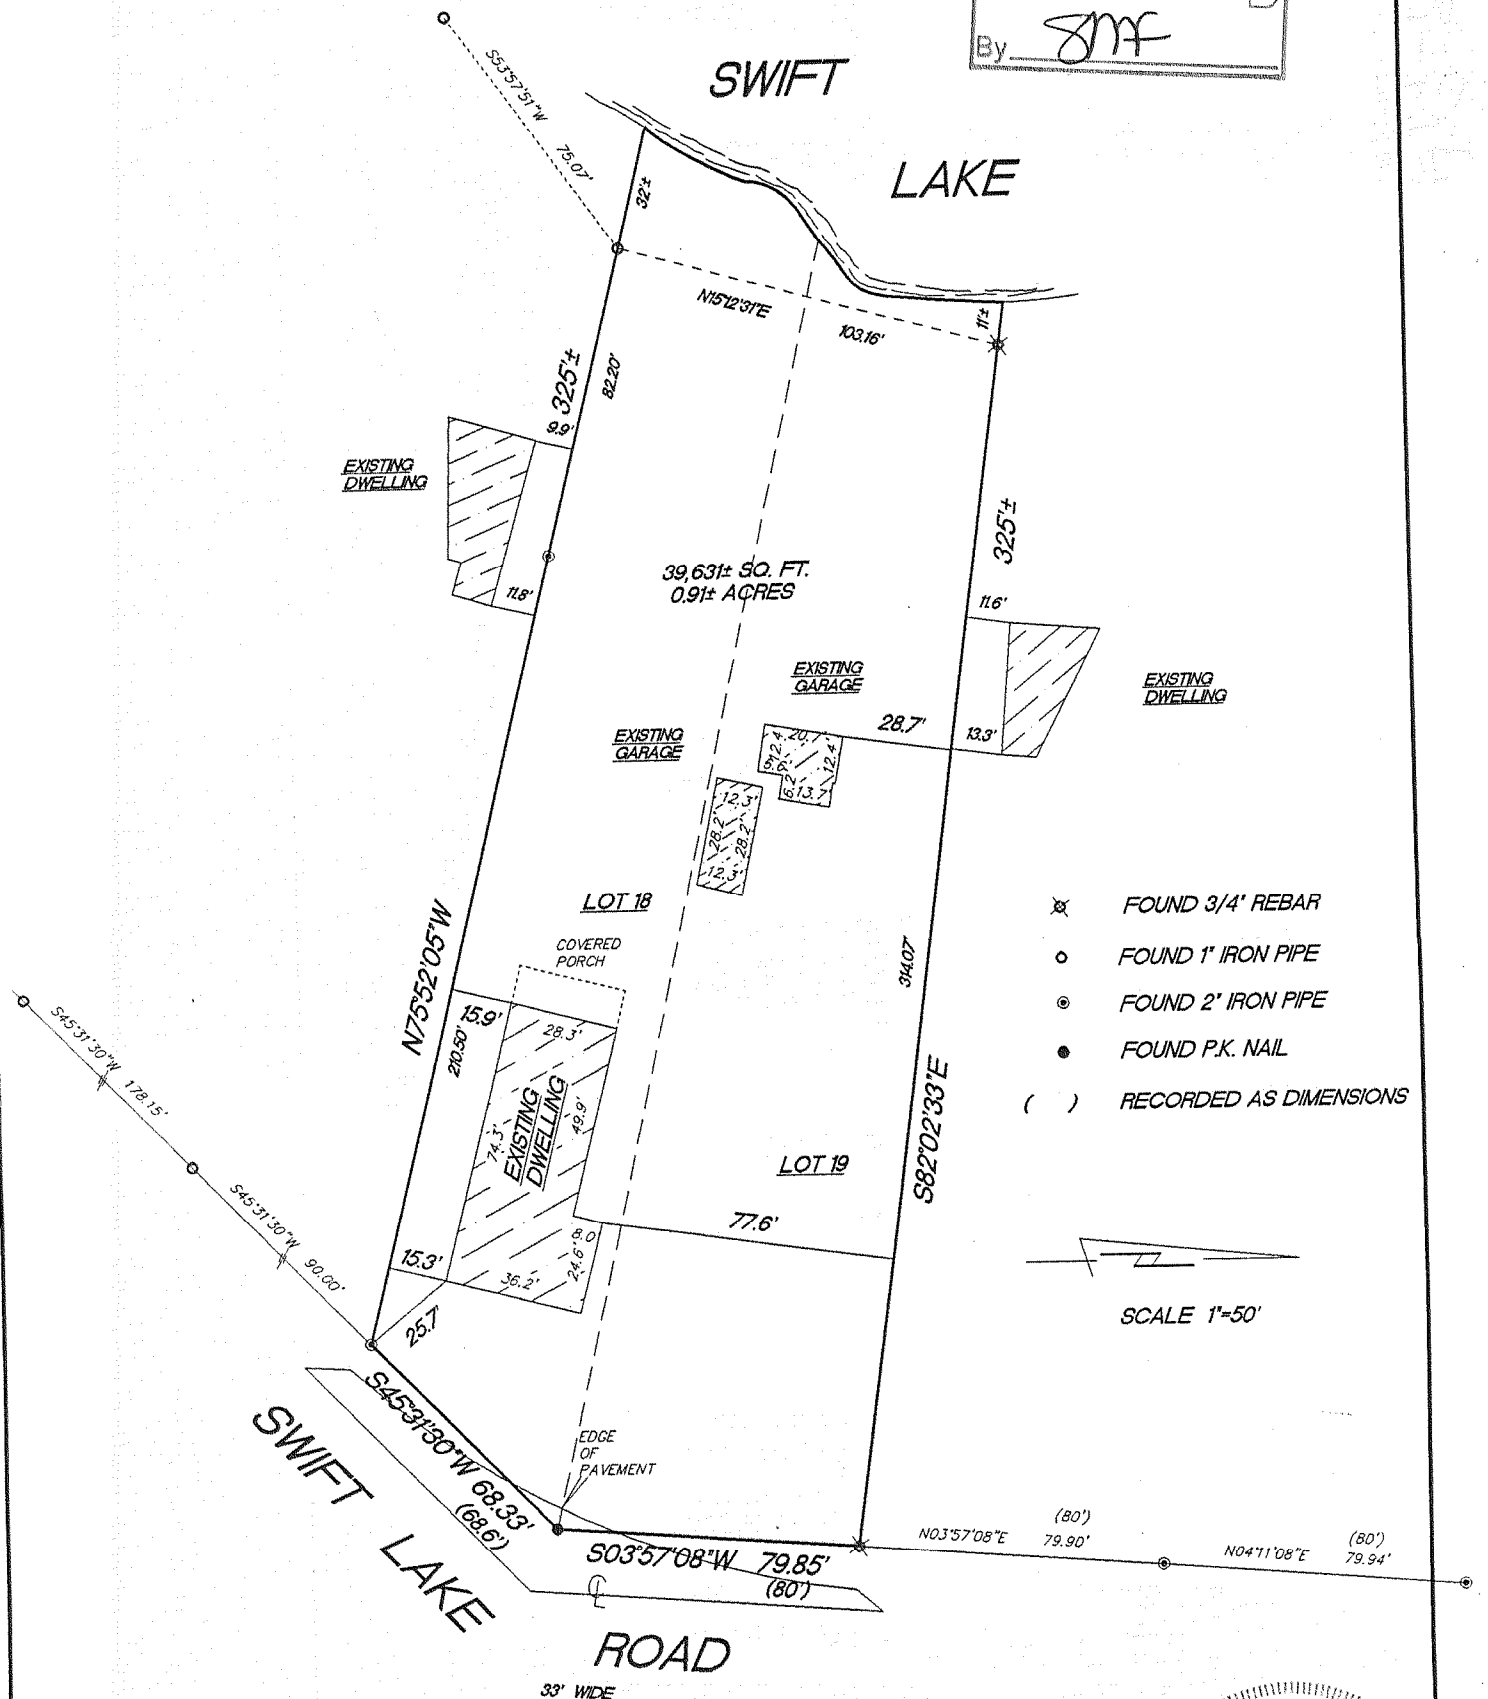 By SMF
SWIFT
LAKE
S53°57'51"W
75.07'
32'±
N15°12'31"E
103.16'
11'±
325'±
82.20'
9.9'
EXISTING
DWELLING
11.8'
39,631± SQ. FT.
0.91± ACRES
325'±
11.6'
EXISTING
DWELLING
13.3'
EXISTING
GARAGE
28.7'
EXISTING
GARAGE
20.7'
12.4'
12.4'
6.2'
13.7'
12.3'
28.2'
28.2'
12.3'
LOT 18
COVERED
PORCH
N75°52'05"W
210.50'
15.9'
28.3'
74.3'
EXISTING
DWELLING
49.9'
314.07'
S82°02'33"E
LOT 19
77.6'
8.0
24.6'
36.2'
15.3'
25.7'
FOUND 3/4" REBAR
FOUND 1" IRON PIPE
FOUND 2" IRON PIPE
FOUND P.K. NAIL
( ) RECORDED AS DIMENSIONS
SCALE 1"=50'
S45°31'30"W 178.15'
S45°31'30"W 90.00'
S45°31'30"W 68.33'
(68.6')
EDGE
OF
PAVEMENT
S03°57'08"W 79.85'
(80')
N03°57'08"E 79.90'
(80')
N04°11'08"E 79.94'
(80')
SWIFT LAKE ROAD
33' WIDE